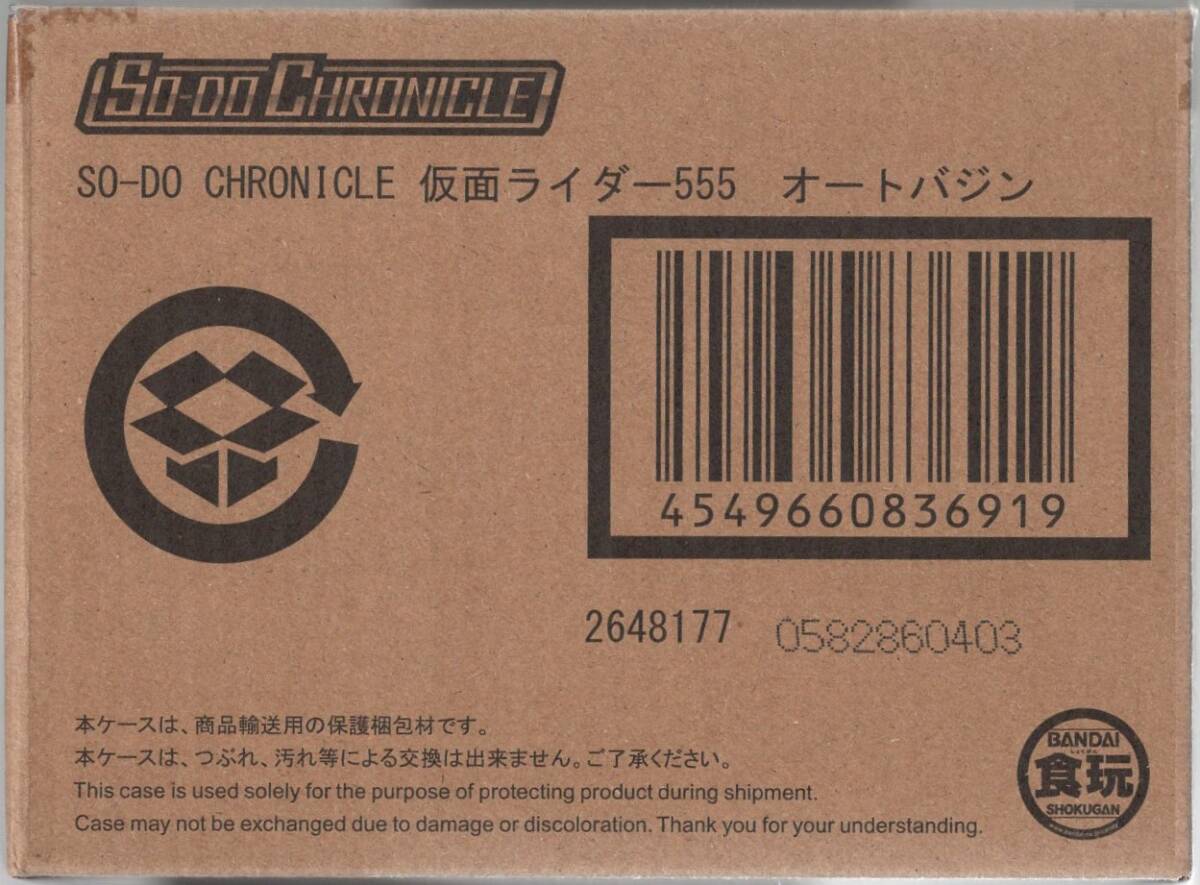 SO-DO CHRONICLE
SO-DO CHRONICLE 仮面ライダー555　オートバジン
4549660836919
2648177 0582860403
本ケースは、商品輸送用の保護梱包材です。
本ケースは、つぶれ、汚れ等による交換は出来ません。ご了承ください。
This case is used solely for the purpose of protecting product during shipment.
Case may not be exchanged due to damage or discoloration. Thank you for your understanding.
BANDAI
しょくがん
食玩
SHOKUGAN